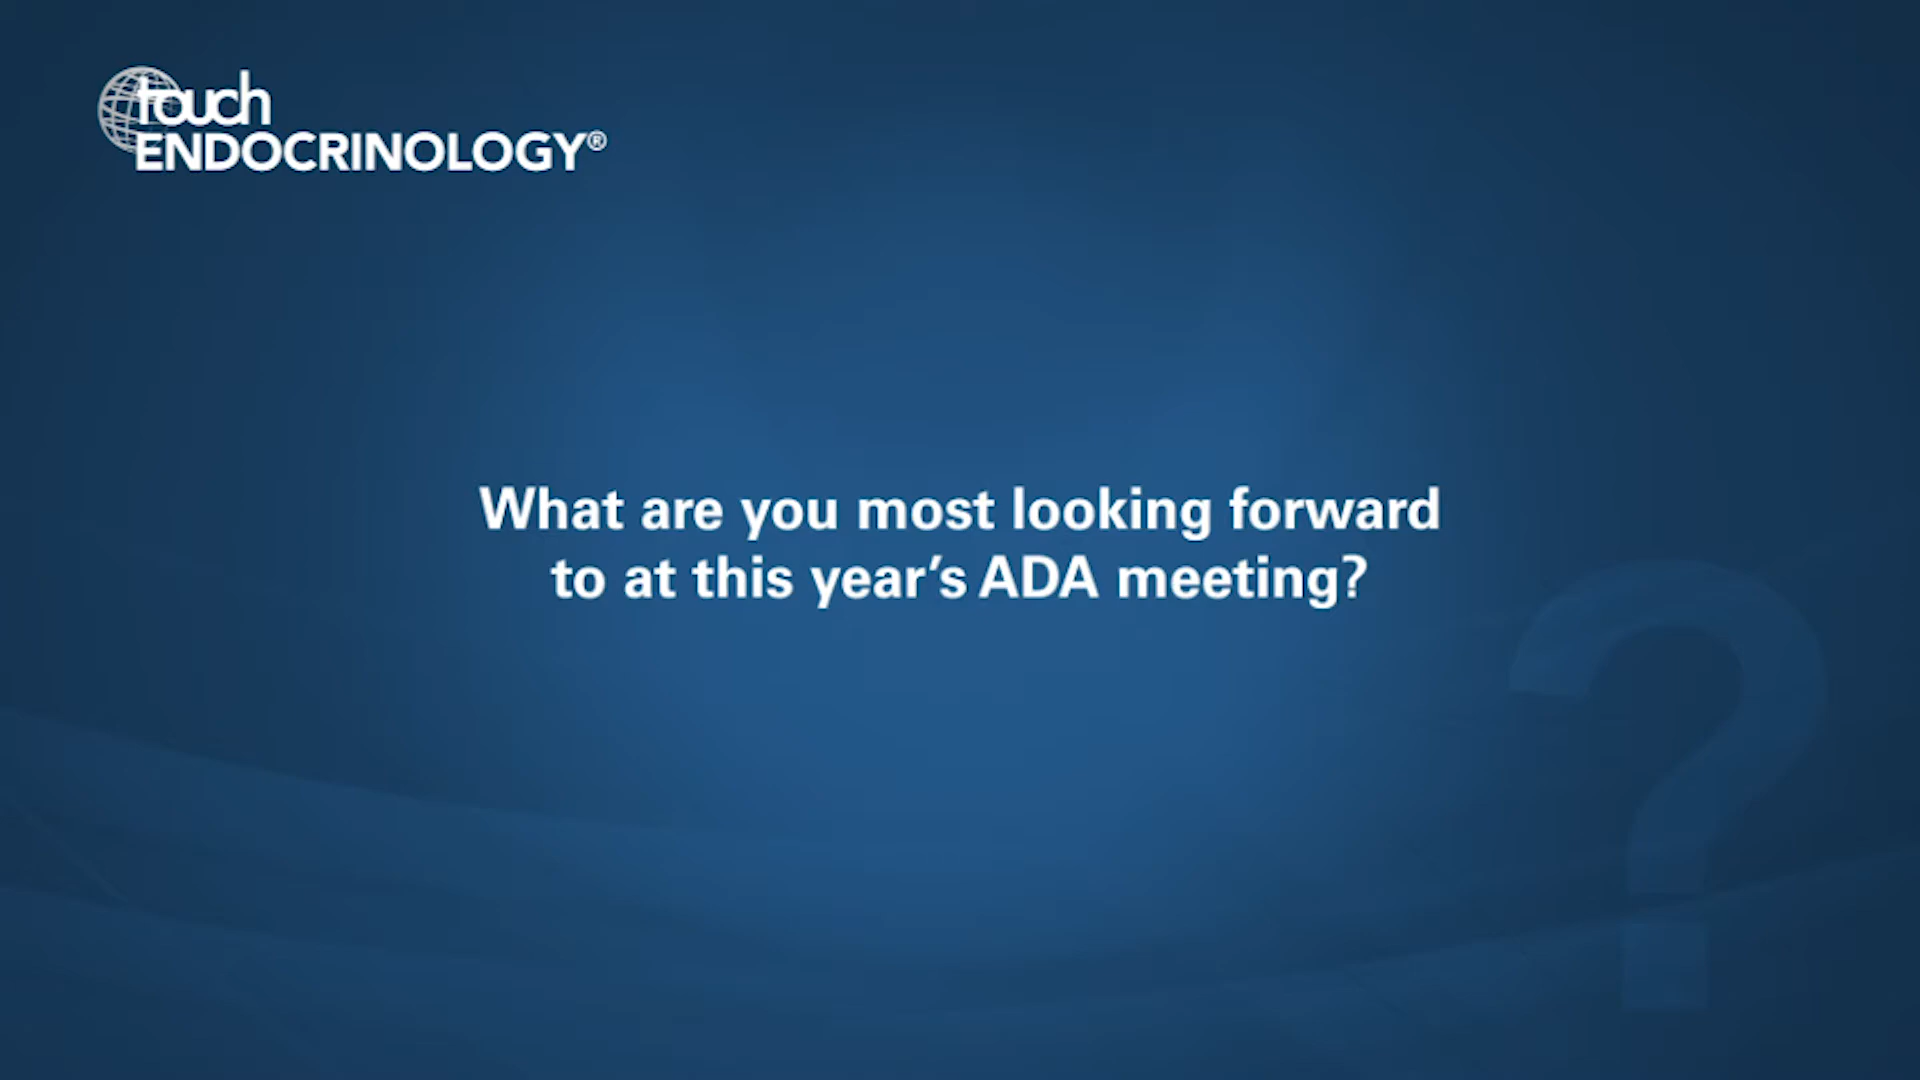 touch
ENDOCRINOLOGY®
What are you most looking forward
to at this year’s ADA meeting?
?